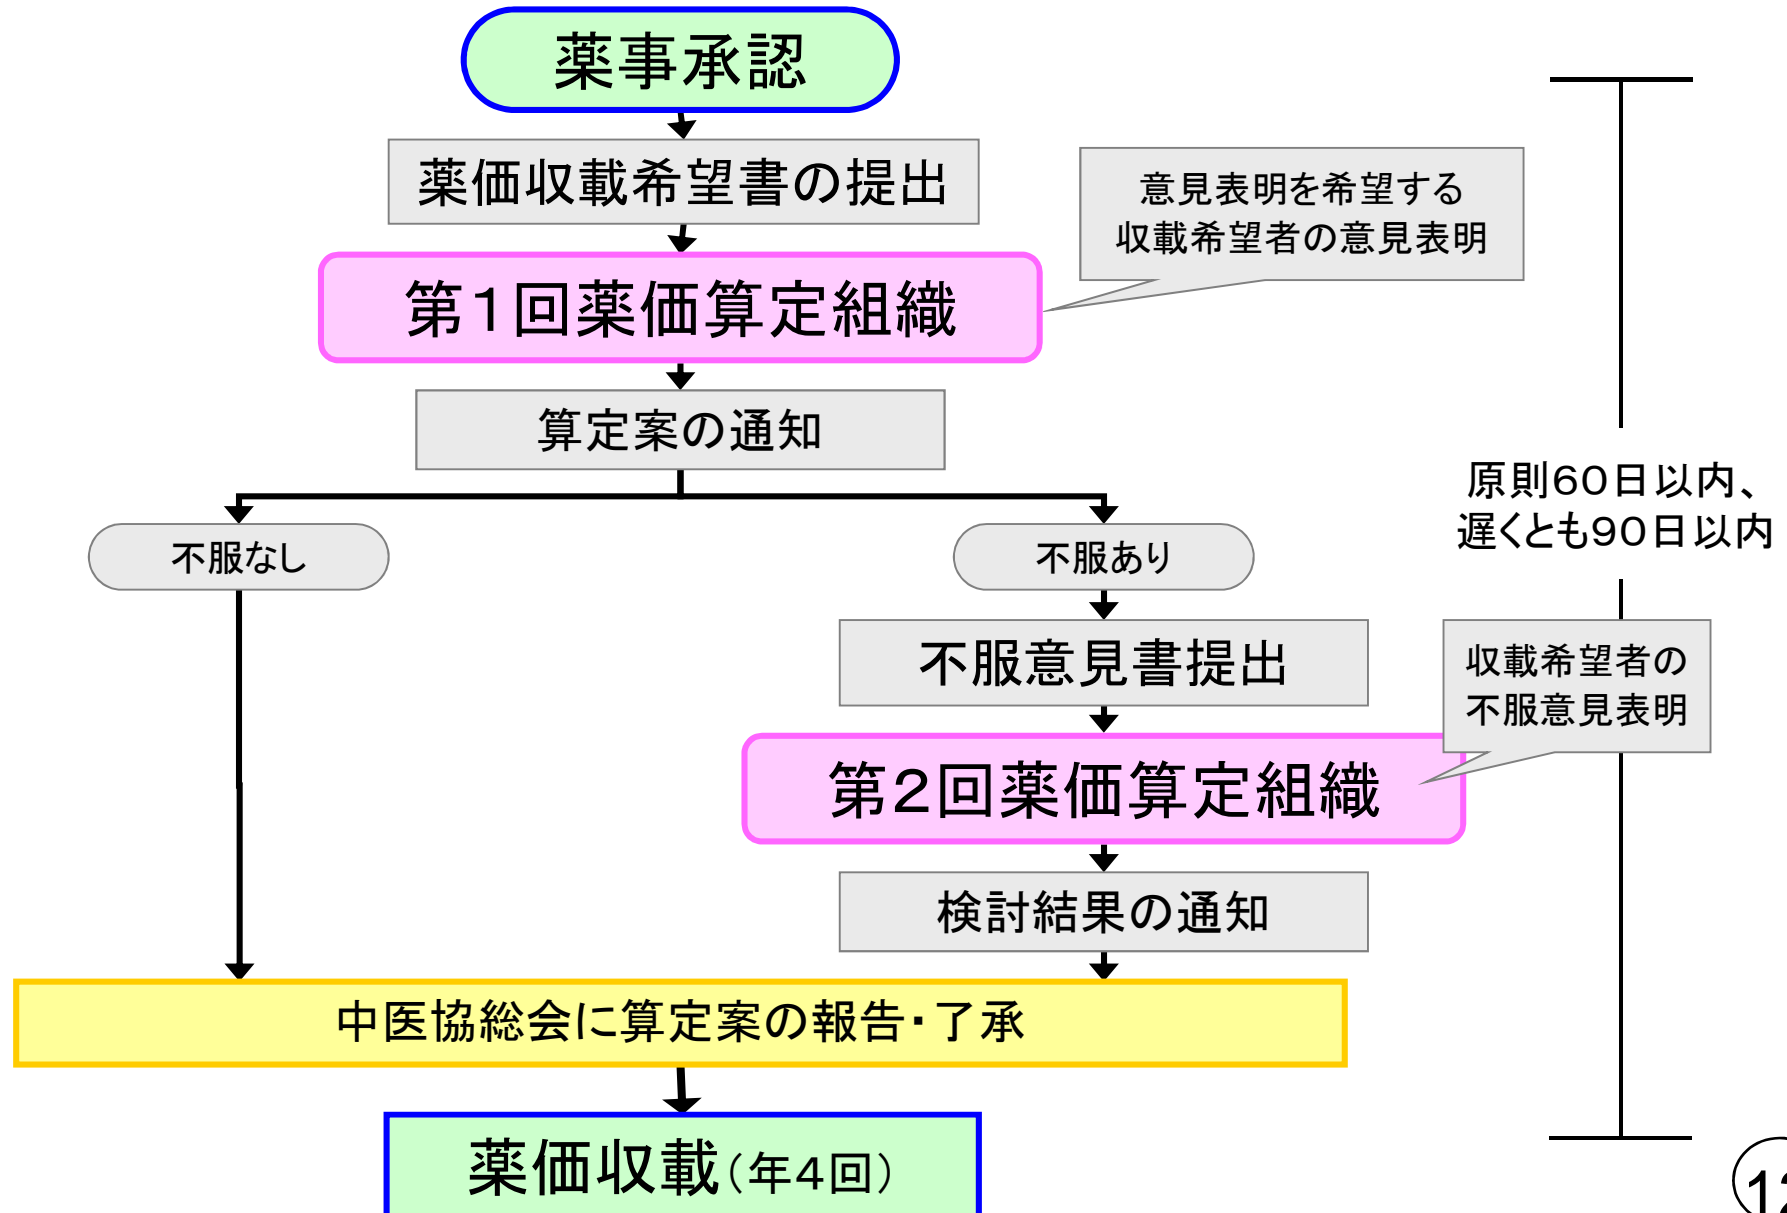 薬事承認
薬価収載希望書の提出
意見表明を希望する
収載希望者の意見表明
第１回薬価算定組織
算定案の通知
原則６０日以内、
遅くとも９０日以内
不服なし
不服あり
不服意見書提出
収載希望者の
不服意見表明
第２回薬価算定組織
検討結果の通知
中医協総会に算定案の報告・了承
薬価収載（年４回）
12